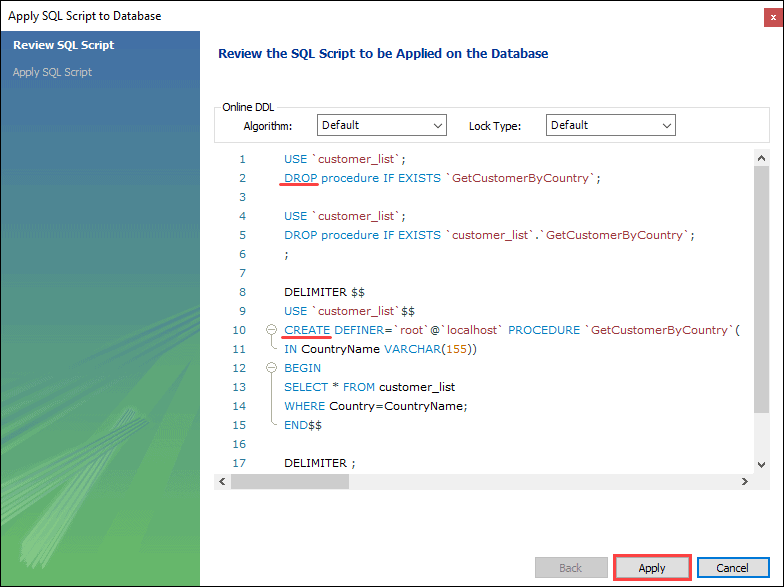 Apply SQL Script to Database
x
Review SQL Script
Apply SQL Script
Review the SQL Script to be Applied on the Database
Online DDL
Algorithm: Default Lock Type: Default
1 USE `customer_list`;
2 DROP procedure IF EXISTS `GetCustomerByCountry`;
3
4 USE `customer_list`;
5 DROP procedure IF EXISTS `customer_list`.`GetCustomerByCountry`;
6 ;
7
8 DELIMITER $$
9 USE `customer_list`$$
10 CREATE DEFINER=`root`@`localhost` PROCEDURE `GetCustomerByCountry`(
11 IN CountryName VARCHAR(155))
12 BEGIN
13 SELECT * FROM customer_list
14 WHERE Country=CountryName;
15 END$$
16
17 DELIMITER ;
Back Apply Cancel